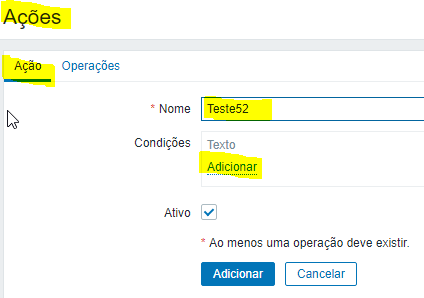 Ações
Ação Operações
* Nome Teste52
Condições Texto
Adicionar
Ativo
* Ao menos uma operação deve existir.
Adicionar Cancelar